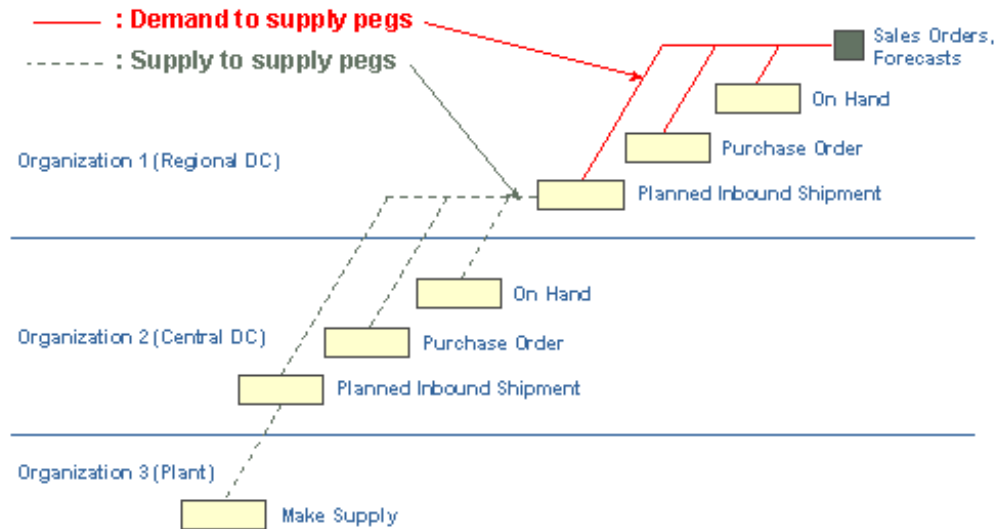 : Demand to supply pegs
: Supply to supply pegs
Sales Orders,
Forecasts
On Hand
Purchase Order
Organization 1 (Regional DC)
Planned Inbound Shipment
On Hand
Organization 2 (Central DC)
Purchase Order
Planned Inbound Shipment
Organization 3 (Plant)
Make Supply